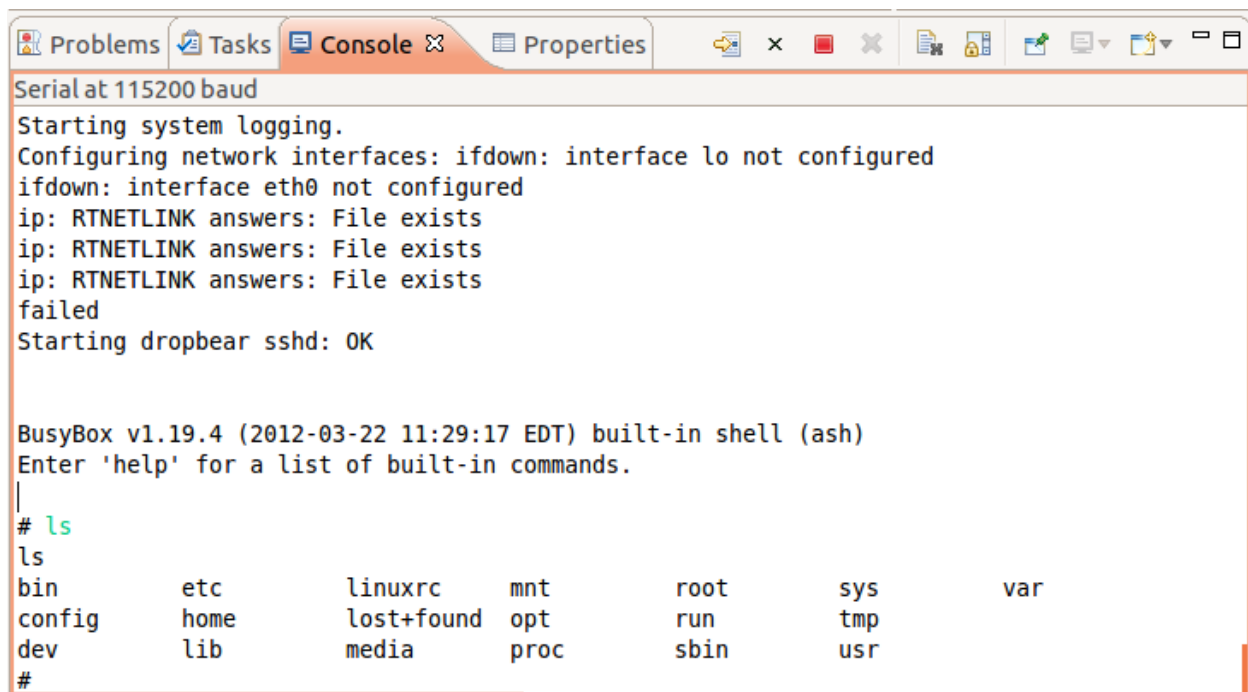 Problems Tasks Console Properties
Serial at 115200 baud
Starting system logging.
Configuring network interfaces: ifdown: interface lo not configured
ifdown: interface eth0 not configured
ip: RTNETLINK answers: File exists
ip: RTNETLINK answers: File exists
ip: RTNETLINK answers: File exists
failed
Starting dropbear sshd: OK
BusyBox v1.19.4 (2012-03-22 11:29:17 EDT) built-in shell (ash)
Enter 'help' for a list of built-in commands.
# ls
ls
bin etc linuxrc mnt root sys var
config home lost+found opt run tmp
dev lib media proc sbin usr
#